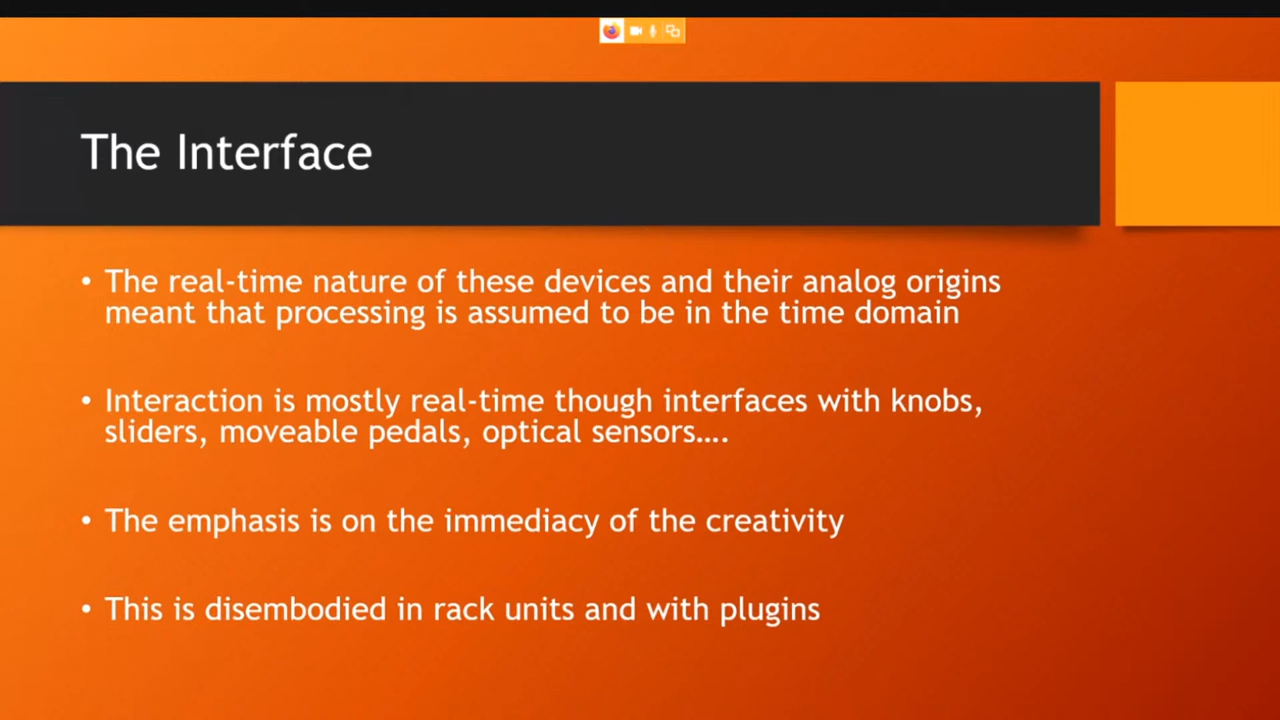 The Interface
• The real-time nature of these devices and their analog origins
meant that processing is assumed to be in the time domain
• Interaction is mostly real-time though interfaces with knobs,
sliders, moveable pedals, optical sensors….
• The emphasis is on the immediacy of the creativity
• This is disembodied in rack units and with plugins